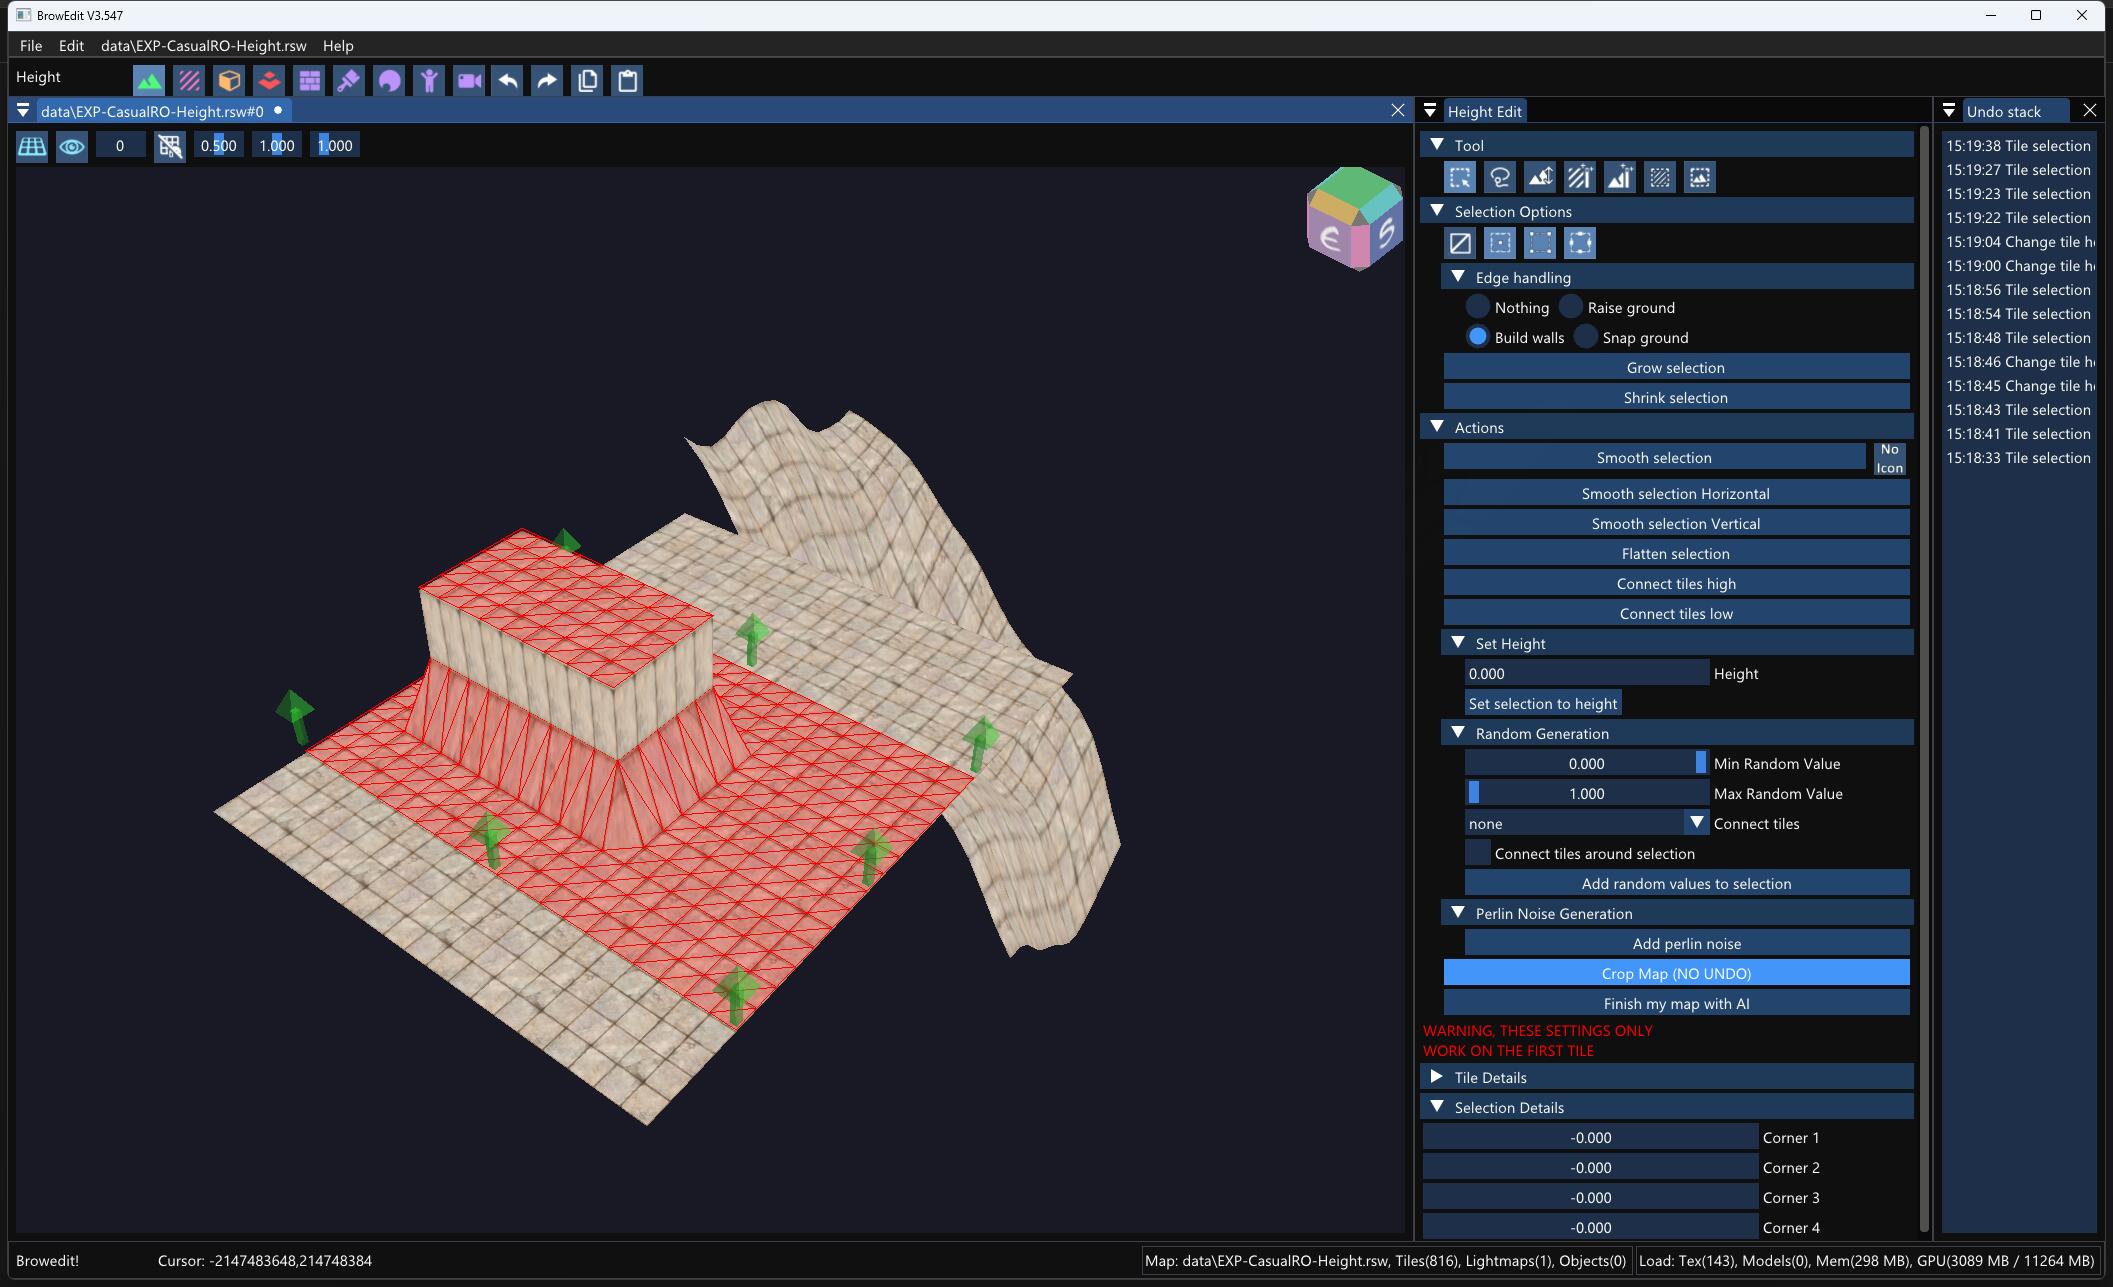 BrowEdit V3.547
File Edit data\EXP-CasualRO-Height.rsw Help
Height
data\EXP-CasualRO-Height.rsw#0
0 0.500 1.000 1.000
E S
Height Edit
Tool
Selection Options
Edge handling
Nothing Raise ground
Build walls Snap ground
Grow selection
Shrink selection
Actions
Smooth selection No Icon
Smooth selection Horizontal
Smooth selection Vertical
Flatten selection
Connect tiles high
Connect tiles low
Set Height
0.000 Height
Set selection to height
Random Generation
0.000 Min Random Value
1.000 Max Random Value
none Connect tiles
Connect tiles around selection
Add random values to selection
Perlin Noise Generation
Add perlin noise
Crop Map (NO UNDO)
Finish my map with AI
WARNING, THESE SETTINGS ONLY
WORK ON THE FIRST TILE
Tile Details
Selection Details
-0.000 Corner 1
-0.000 Corner 2
-0.000 Corner 3
-0.000 Corner 4
Undo stack
15:19:38 Tile selection
15:19:27 Tile selection
15:19:23 Tile selection
15:19:22 Tile selection
15:19:04 Change tile h
15:19:00 Change tile h
15:18:56 Tile selection
15:18:54 Tile selection
15:18:48 Tile selection
15:18:46 Change tile h
15:18:45 Change tile h
15:18:43 Tile selection
15:18:41 Tile selection
15:18:33 Tile selection
Browedit! Cursor: -2147483648,214748384
Map: data\EXP-CasualRO-Height.rsw, Tiles(816), Lightmaps(1), Objects(0) Load: Tex(143), Models(0), Mem(298 MB), GPU(3089 MB / 11264 MB)